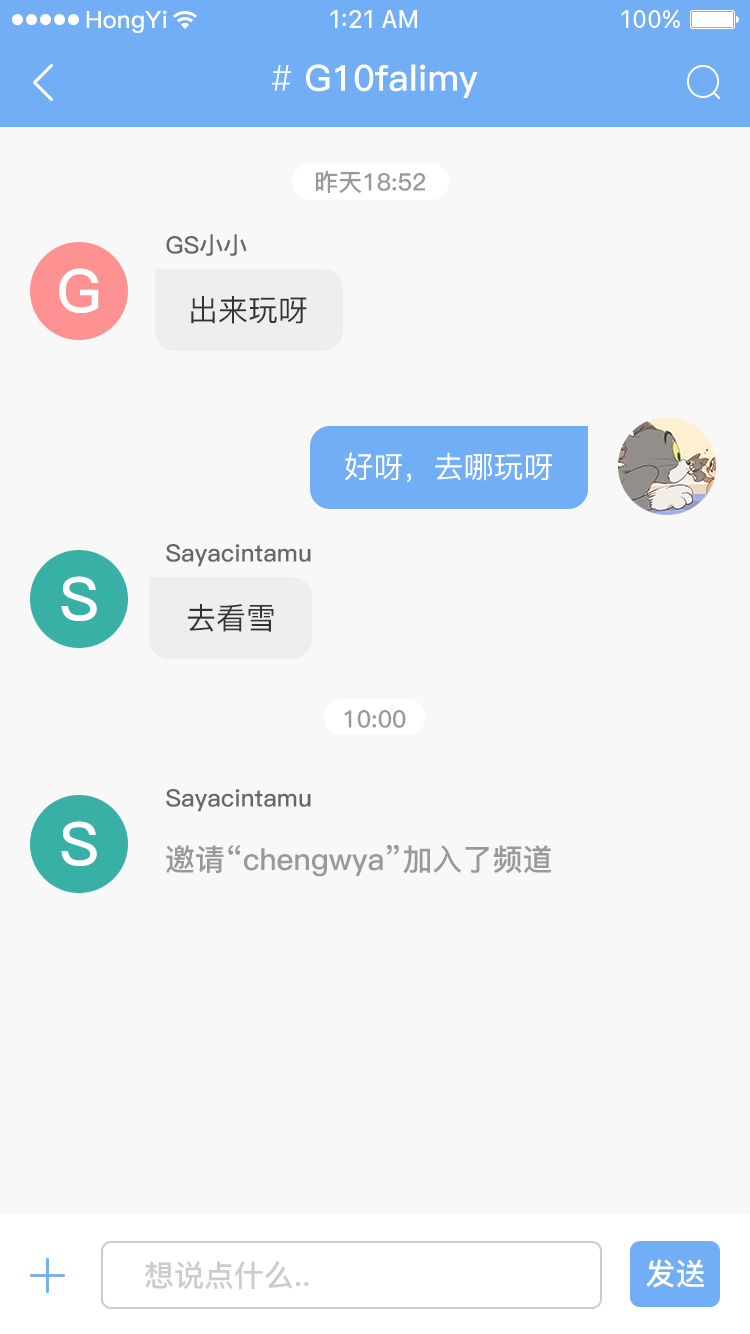 HongYi 1:21 AM 100%
# G10falimy
昨天18:52
GS小小
G
出来玩呀
好呀，去哪玩呀
Sayacintamu
S
去看雪
10:00
Sayacintamu
S
邀请“chengwya”加入了频道
想说点什么..
发送